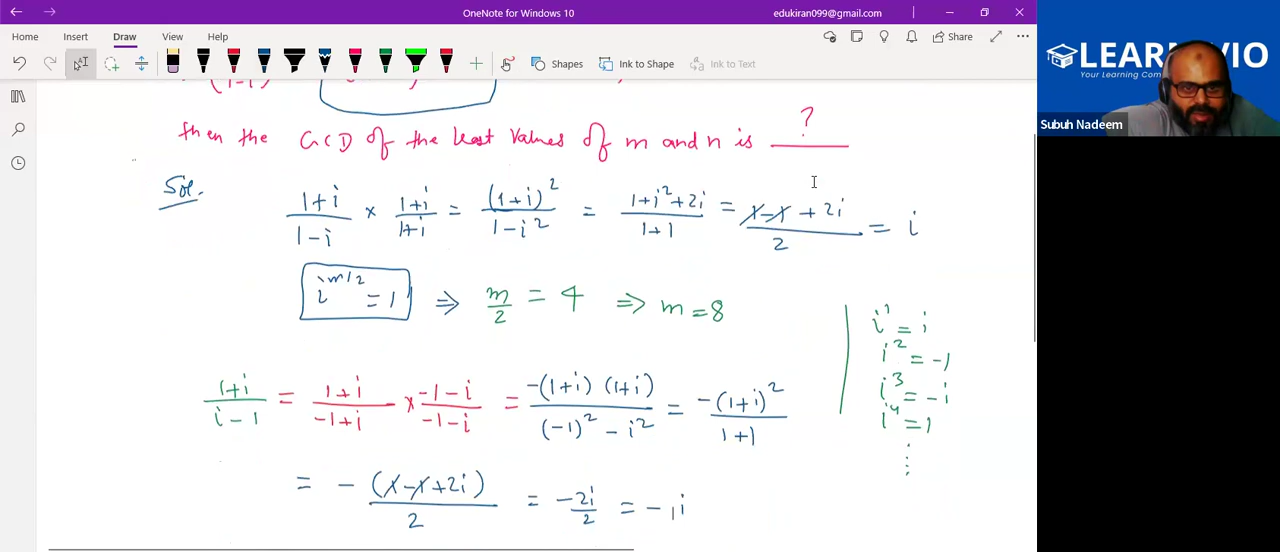 OneNote for Windows 10
edukiran099@gmail.com
Home Insert Draw View Help
Share
Shapes
Ink to Shape
Ink to Text
LEARNVIO
Your Learning Com
Subuh Nadeem
(1-i)
then the GCD of the least values of m and n is ?
Sol.
(1+i)/(1-i) × (1+i)/(1+i) = (1+i)²/(1-i²) = (1+i²+2i)/(1+1) = (1-1+2i)/2 = i
i^(m/2) = 1 ⇒ m/2 = 4 ⇒ m = 8
i¹ = i
i² = -1
i³ = -i
i⁴ = 1
⋮
(1+i)/(i-1) = (1+i)/(-1+i) × (-1-i)/(-1-i) = -(1+i)(1+i)/((-1)² - i²) = -(1+i)²/(1+1)
= -(1-1+2i)/2 = -2i/2 = -i